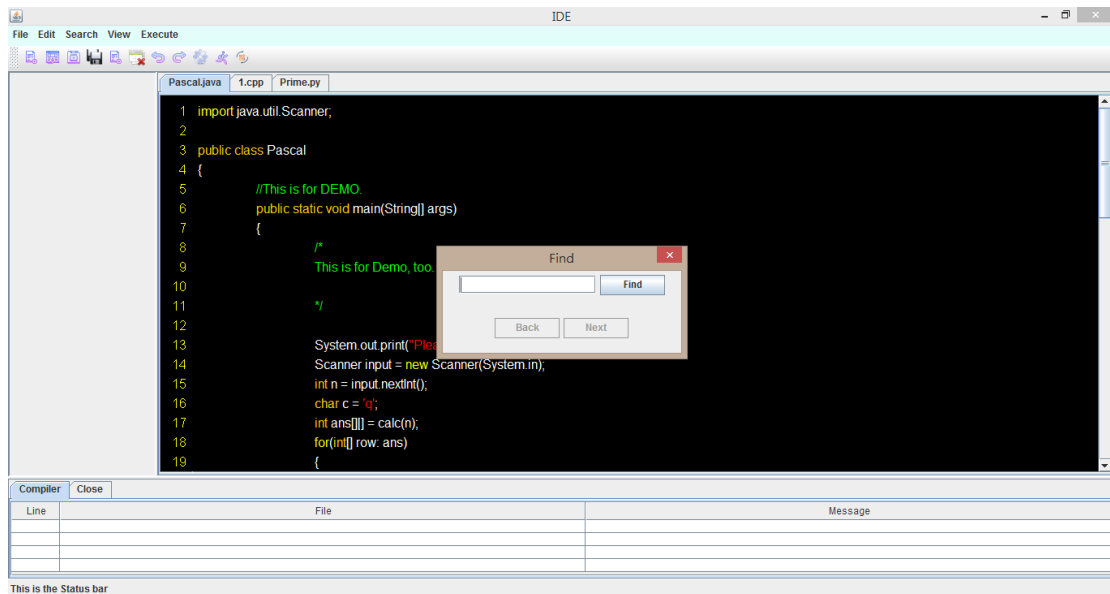 IDE
File Edit Search View Execute
Pascal.java 1.cpp Prime.py
1 import java.util.Scanner;
2
3 public class Pascal
4 {
5 //This is for DEMO.
6 public static void main(String[] args)
7 {
8 /*
9 This is for Demo, too.
10
11 */
12
13 System.out.print("Plea
14 Scanner input = new Scanner(System.in);
15 int n = input.nextInt();
16 char c = 'q';
17 int ans[][] = calc(n);
18 for(int[] row: ans)
19 {
Find
Find
Back Next
Compiler Close
Line File Message
This is the Status bar